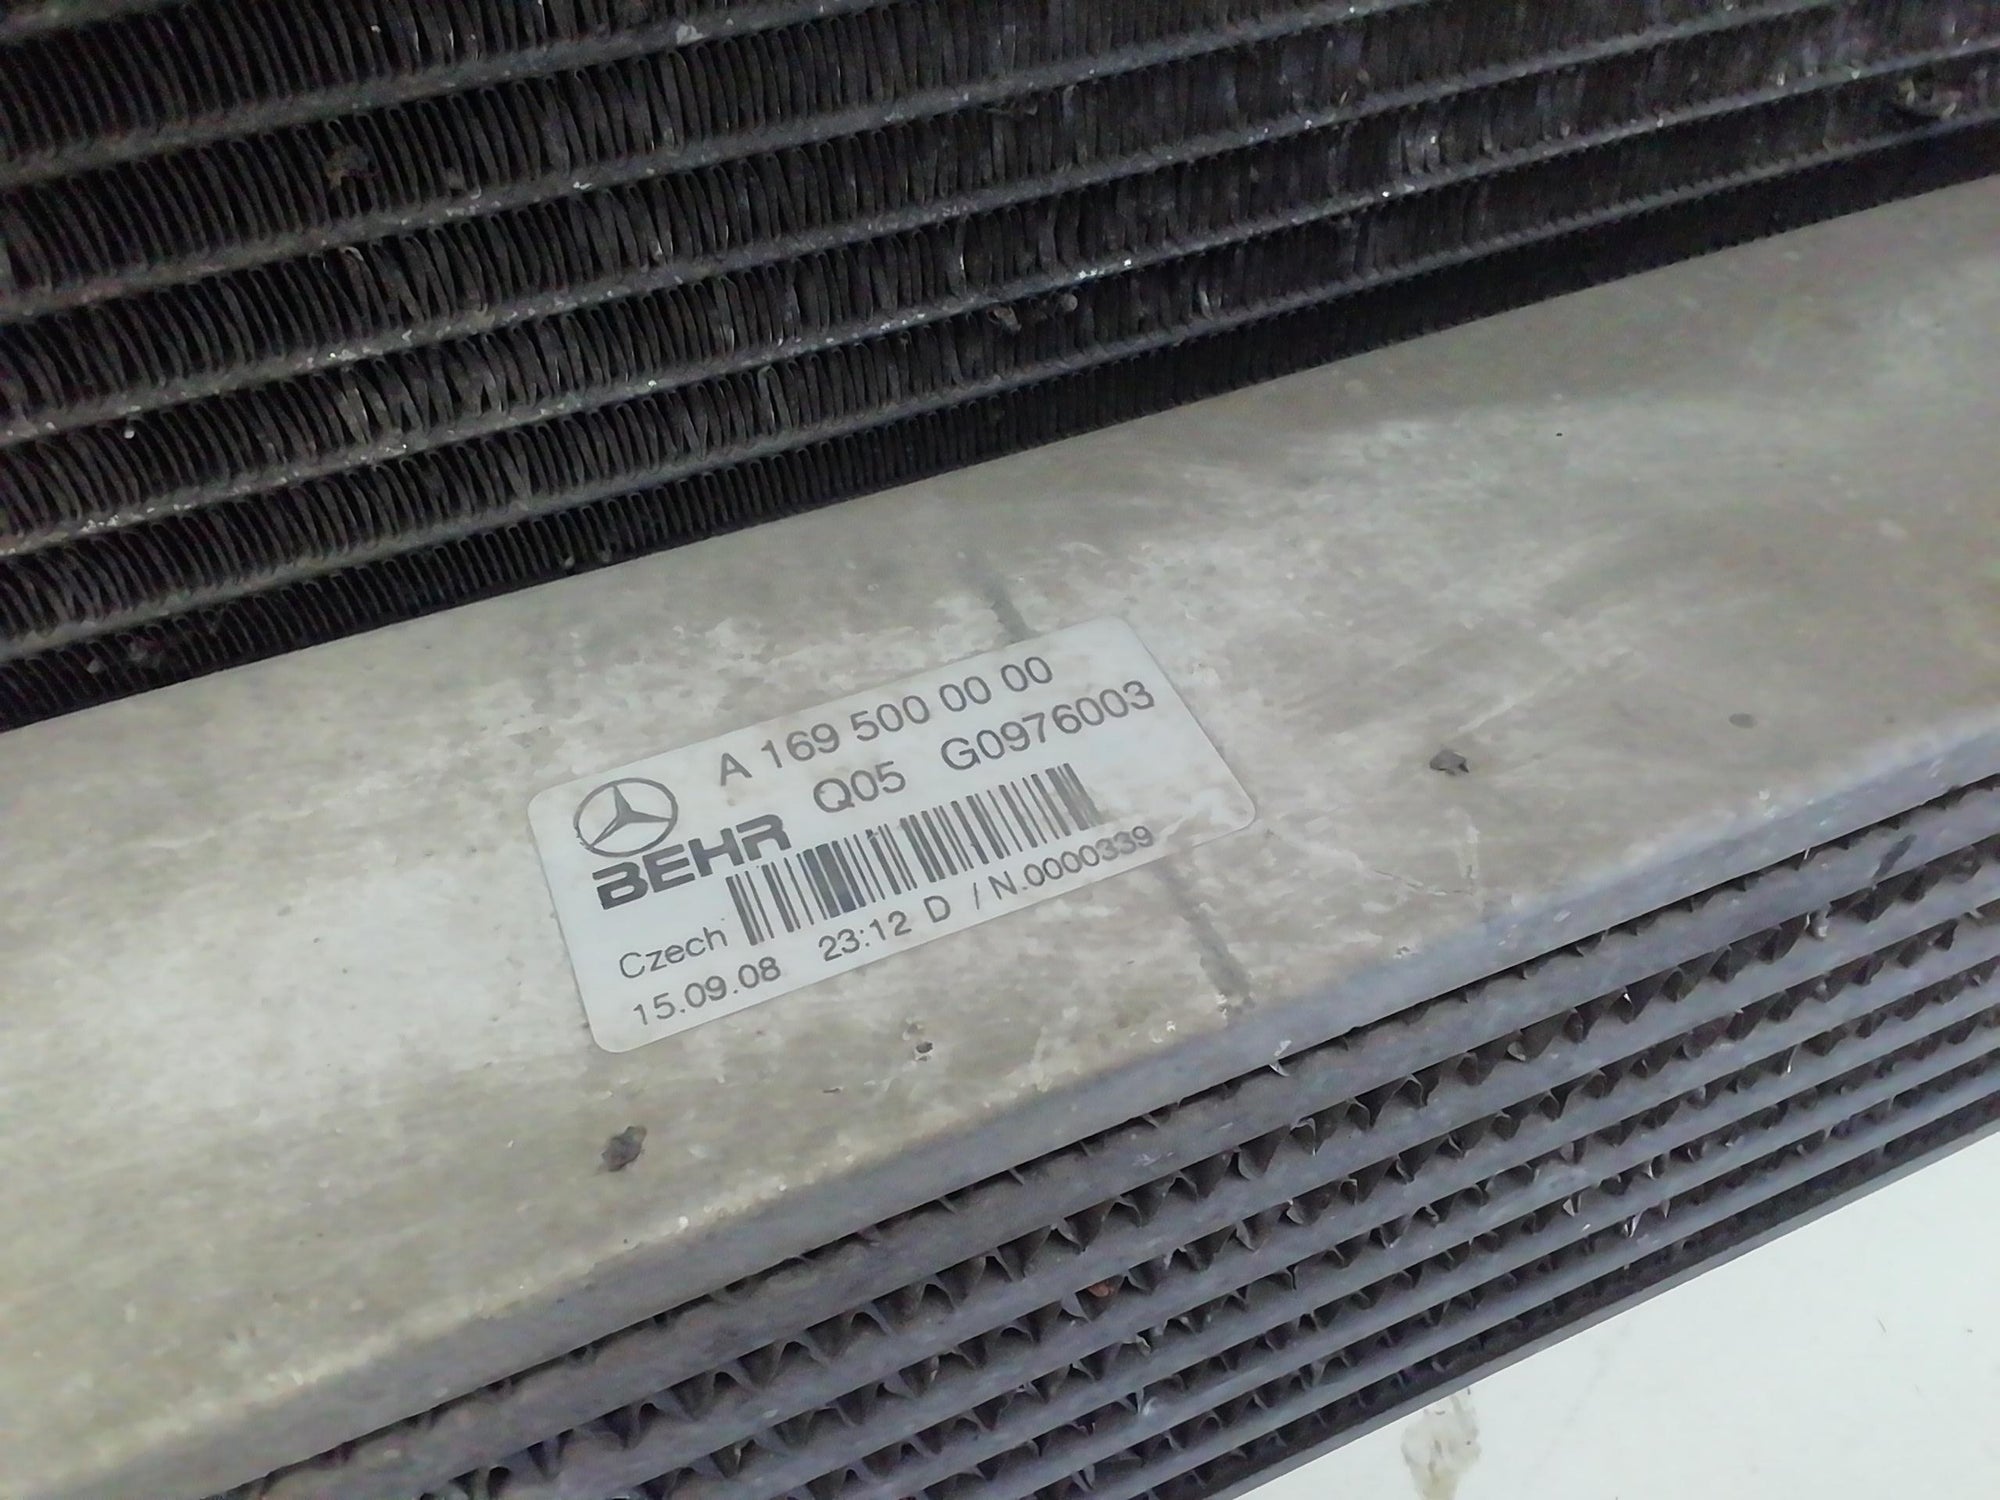 A 169 500 00 00
Q05 G0976003
BEHR
Czech
15.09.08 23:12 D / N.0000339